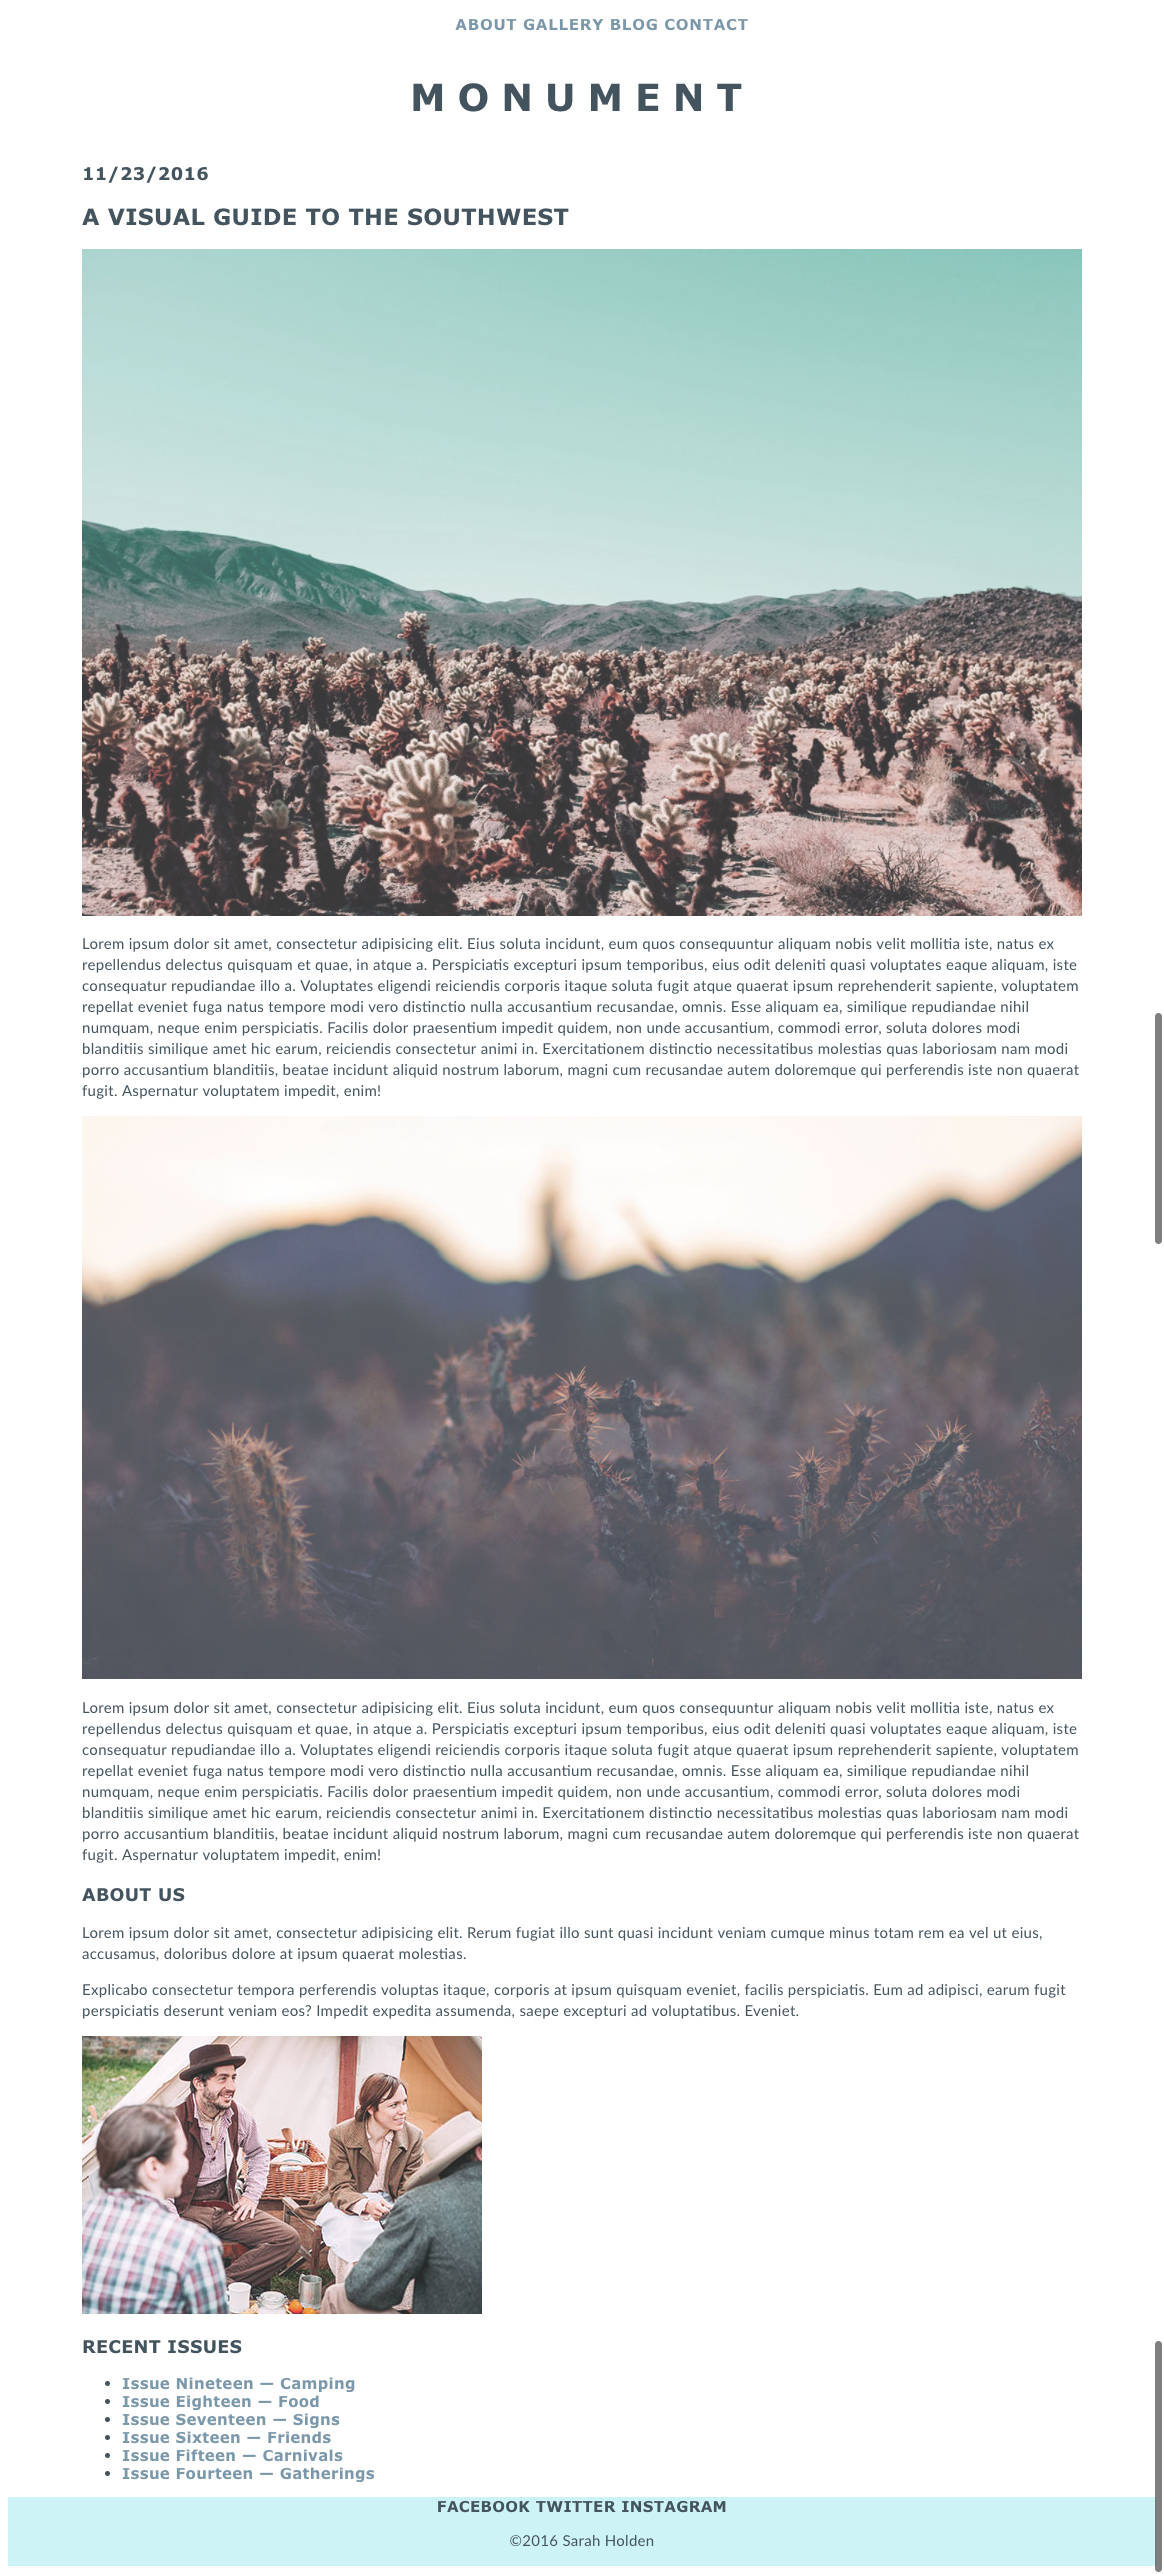 ABOUT GALLERY BLOG CONTACT
MONUMENT
11/23/2016
A VISUAL GUIDE TO THE SOUTHWEST
Lorem ipsum dolor sit amet, consectetur adipisicing elit. Eius soluta incidunt, eum quos consequuntur aliquam nobis velit mollitia iste, natus ex
repellendus delectus quisquam et quae, in atque a. Perspiciatis excepturi ipsum temporibus, eius odit deleniti quasi voluptates eaque aliquam, iste
consequatur repudiandae illo a. Voluptates eligendi reiciendis corporis itaque soluta fugit atque quaerat ipsum reprehenderit sapiente, voluptatem
repellat eveniet fuga natus tempore modi vero distinctio nulla accusantium recusandae, omnis. Esse aliquam ea, similique repudiandae nihil
numquam, neque enim perspiciatis. Facilis dolor praesentium impedit quidem, non unde accusantium, commodi error, soluta dolores modi
blanditiis similique amet hic earum, reiciendis consectetur animi in. Exercitationem distinctio necessitatibus molestias quas laboriosam nam modi
porro accusantium blanditiis, beatae incidunt aliquid nostrum laborum, magni cum recusandae autem doloremque qui perferendis iste non quaerat
fugit. Aspernatur voluptatem impedit, enim!
Lorem ipsum dolor sit amet, consectetur adipisicing elit. Eius soluta incidunt, eum quos consequuntur aliquam nobis velit mollitia iste, natus ex
repellendus delectus quisquam et quae, in atque a. Perspiciatis excepturi ipsum temporibus, eius odit deleniti quasi voluptates eaque aliquam, iste
consequatur repudiandae illo a. Voluptates eligendi reiciendis corporis itaque soluta fugit atque quaerat ipsum reprehenderit sapiente, voluptatem
repellat eveniet fuga natus tempore modi vero distinctio nulla accusantium recusandae, omnis. Esse aliquam ea, similique repudiandae nihil
numquam, neque enim perspiciatis. Facilis dolor praesentium impedit quidem, non unde accusantium, commodi error, soluta dolores modi
blanditiis similique amet hic earum, reiciendis consectetur animi in. Exercitationem distinctio necessitatibus molestias quas laboriosam nam modi
porro accusantium blanditiis, beatae incidunt aliquid nostrum laborum, magni cum recusandae autem doloremque qui perferendis iste non quaerat
fugit. Aspernatur voluptatem impedit, enim!
ABOUT US
Lorem ipsum dolor sit amet, consectetur adipisicing elit. Rerum fugiat illo sunt quasi incidunt veniam cumque minus totam rem ea vel ut eius,
accusamus, doloribus dolore at ipsum quaerat molestias.
Explicabo consectetur tempora perferendis voluptas itaque, corporis at ipsum quisquam eveniet, facilis perspiciatis. Eum ad adipisci, earum fugit
perspiciatis deserunt veniam eos? Impedit expedita assumenda, saepe excepturi ad voluptatibus. Eveniet.
RECENT ISSUES
• Issue Nineteen — Camping
• Issue Eighteen — Food
• Issue Seventeen — Signs
• Issue Sixteen — Friends
• Issue Fifteen — Carnivals
• Issue Fourteen — Gatherings
FACEBOOK TWITTER INSTAGRAM
©2016 Sarah Holden